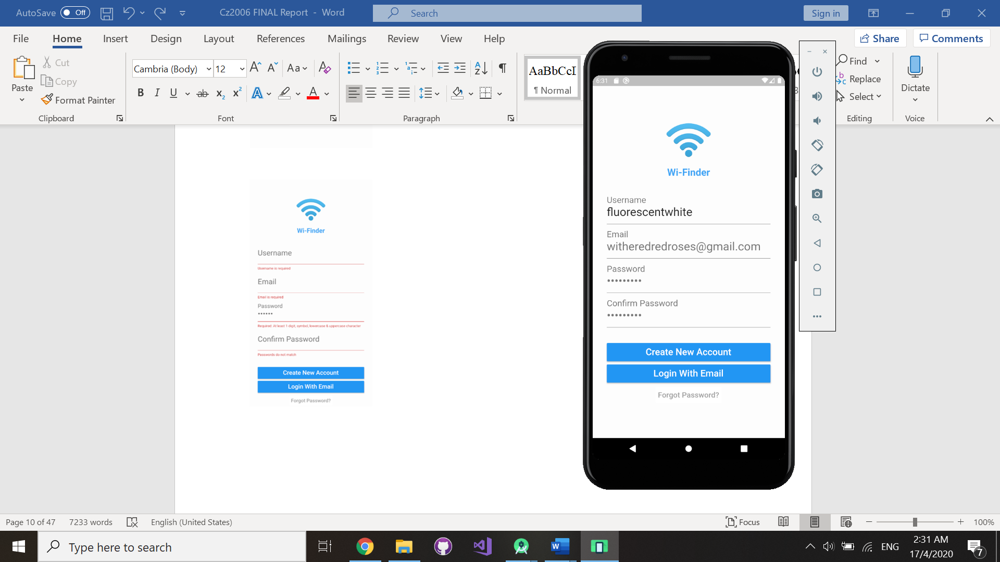 AutoSave Off
Cz2006 FINAL Report - Word
Search
Sign in
File Home Insert Design Layout References Mailings Review View Help
Share Comments
Paste
Cut
Copy
Format Painter
Clipboard
Cambria (Body) 12
Aa
B I U ab x2 x2 A A
Font
Paragraph
AaBbCcI
¶ Normal
Find
Replace
Select
Editing
Dictate
Voice
Wi-Finder
Username
Username is required
Email
Email is required
Password
••••••
Required: At least 1 digit, symbol, lowercase & uppercase character
Confirm Password
Passwords do not match
Create New Account
Login With Email
Forgot Password?
6:31
Wi-Finder
Username
fluorescentwhite
Email
witheredredroses@gmail.com
Password
•••••••••
Confirm Password
•••••••••
Create New Account
Login With Email
Forgot Password?
Page 10 of 47 7233 words English (United States)
Focus
100%
Type here to search
ENG
2:31 AM
17/4/2020
7